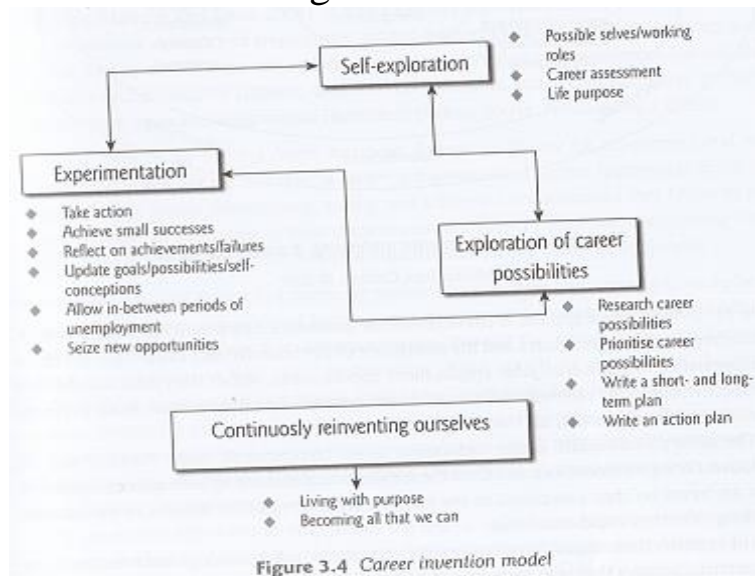 Self-exploration
Possible selves/working
roles
Career assessment
Life purpose
Experimentation
Take action
Achieve small successes
Reflect on achievements/failures
Update goals/possibilities/self-
conceptions
Allow in-between periods of
unemployment
Seize new opportunities
Exploration of career
possibilities
Research career
possibilities
Prioritise career
possibilities
Write a short- and long-
term plan
Write an action plan
Continuosly reinventing ourselves
Living with purpose
Becoming all that we can
Figure 3.4 Career invention model